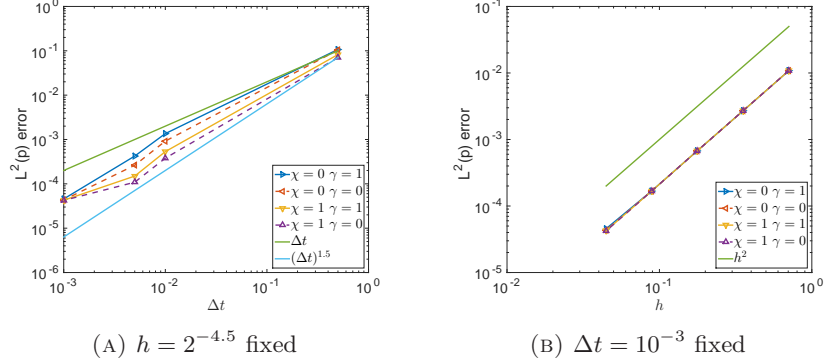 10^0
10^-1
10^-2
10^-3
10^-4
10^-5
10^-6
L^2(p) error
χ = 0 γ = 1
χ = 0 γ = 0
χ = 1 γ = 1
χ = 1 γ = 0
Δt
(Δt)^1.5
10^-3 10^-2 10^-1 10^0
Δt
(A) h = 2^-4.5 fixed
10^-1
10^-2
10^-3
10^-4
10^-5
L^2(p) error
χ = 0 γ = 1
χ = 0 γ = 0
χ = 1 γ = 1
χ = 1 γ = 0
h^2
10^-2 10^-1 10^0
h
(B) Δt = 10^-3 fixed